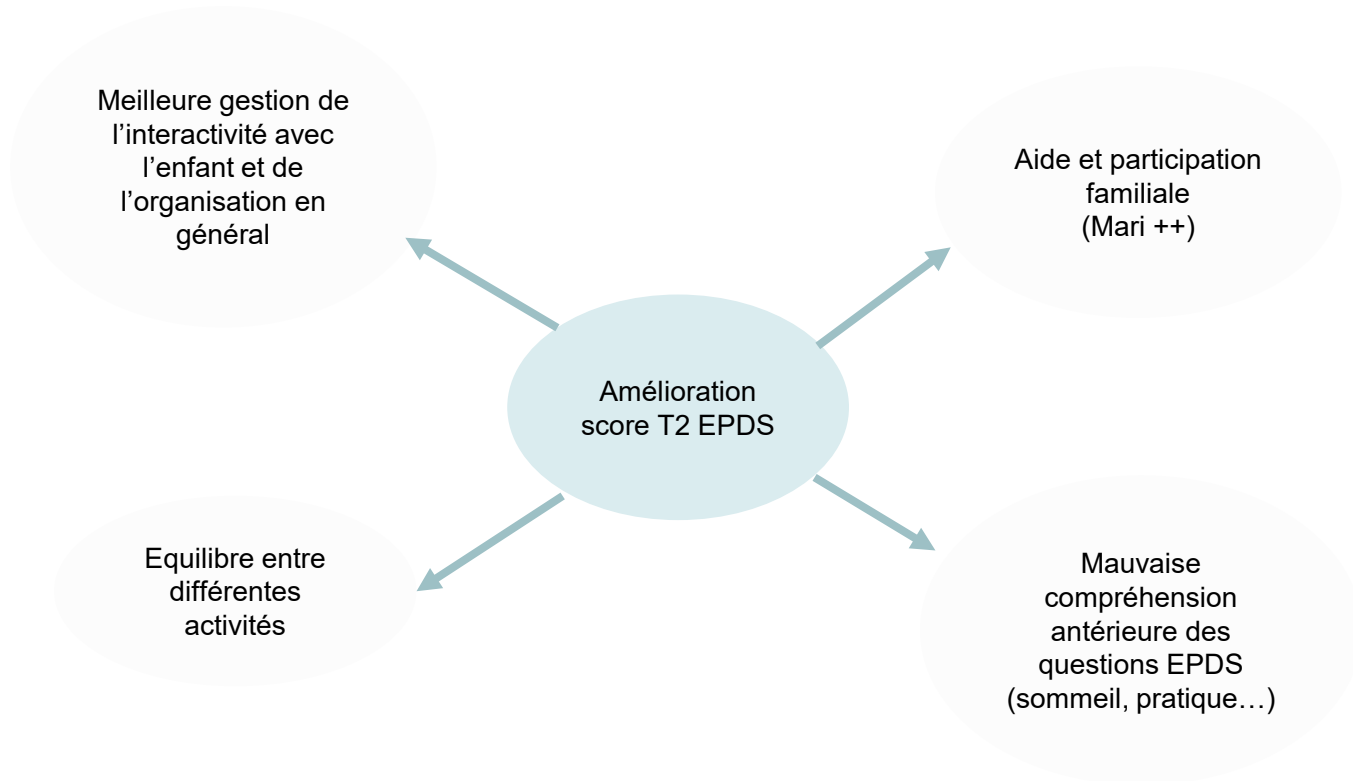 Meilleure gestion de
l’interactivité avec
l’enfant et de
l’organisation en
général
Aide et participation
familiale
(Mari ++)
Amélioration
score T2 EPDS
Equilibre entre
différentes
activités
Mauvaise
compréhension
antérieure des
questions EPDS
(sommeil, pratique…)